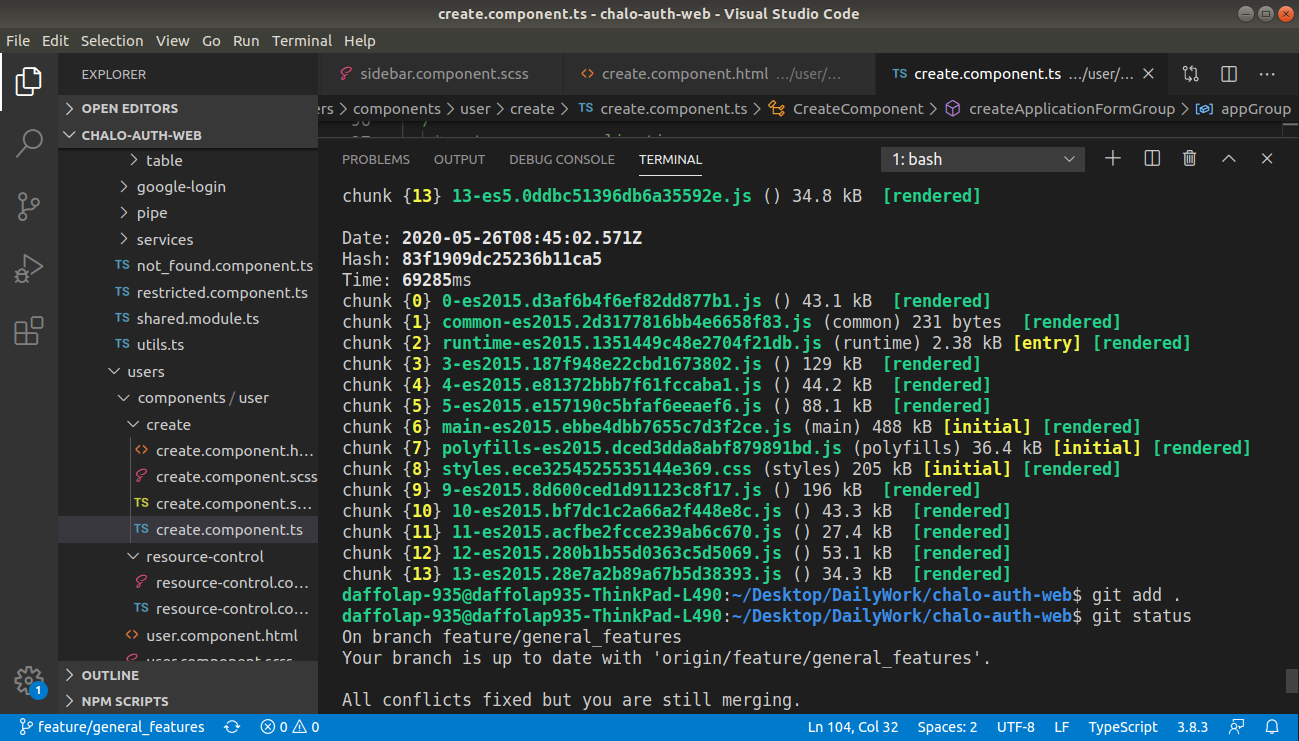 create.component.ts - chalo-auth-web - Visual Studio Code
File Edit Selection View Go Run Terminal Help
EXPLORER
OPEN EDITORS
CHALO-AUTH-WEB
table
google-login
pipe
services
TS not_found.component.ts
TS restricted.component.ts
TS shared.module.ts
TS utils.ts
users
components / user
create
create.component.h...
create.component.scss
TS create.component.s...
TS create.component.ts
resource-control
resource-control.co...
TS resource-control.co...
user.component.html
user.component.scss
OUTLINE
NPM SCRIPTS
1
sidebar.component.scss
create.component.html .../user/...
TS create.component.ts .../user/...
ers > components > user > create > TS create.component.ts > CreateComponent > createApplicationFormGroup > appGroup
PROBLEMS OUTPUT DEBUG CONSOLE TERMINAL 1: bash
chunk {13} 13-es5.0ddbc51396db6a35592e.js () 34.8 kB [rendered]
Date: 2020-05-26T08:45:02.571Z
Hash: 83f1909dc25236b11ca5
Time: 69285ms
chunk {0} 0-es2015.d3af6b4f6ef82dd877b1.js () 43.1 kB [rendered]
chunk {1} common-es2015.2d3177816bb4e6658f83.js (common) 231 bytes [rendered]
chunk {2} runtime-es2015.1351449c48e2704f21db.js (runtime) 2.38 kB [entry] [rendered]
chunk {3} 3-es2015.187f948e22cbd1673802.js () 129 kB [rendered]
chunk {4} 4-es2015.e81372bbb7f61fccaba1.js () 44.2 kB [rendered]
chunk {5} 5-es2015.e157190c5bfaf6eeaef6.js () 88.1 kB [rendered]
chunk {6} main-es2015.ebbe4dbb7655c7d3f2ce.js (main) 488 kB [initial] [rendered]
chunk {7} polyfills-es2015.dced3dda8abf879891bd.js (polyfills) 36.4 kB [initial] [rendered]
chunk {8} styles.ece3254525535144e369.css (styles) 205 kB [initial] [rendered]
chunk {9} 9-es2015.8d600ced1d91123c8f17.js () 196 kB [rendered]
chunk {10} 10-es2015.bf7dc1c2a66a2f448e8c.js () 43.3 kB [rendered]
chunk {11} 11-es2015.acfbe2fcce239ab6c670.js () 27.4 kB [rendered]
chunk {12} 12-es2015.280b1b55d0363c5d5069.js () 53.1 kB [rendered]
chunk {13} 13-es2015.28e7a2b89a67b5d38393.js () 34.3 kB [rendered]
daffolap-935@daffolap935-ThinkPad-L490:~/Desktop/DailyWork/chalo-auth-web$ git add .
daffolap-935@daffolap935-ThinkPad-L490:~/Desktop/DailyWork/chalo-auth-web$ git status
On branch feature/general_features
Your branch is up to date with 'origin/feature/general_features'.
All conflicts fixed but you are still merging.
feature/general_features 0 0 Ln 104, Col 32 Spaces: 2 UTF-8 LF TypeScript 3.8.3